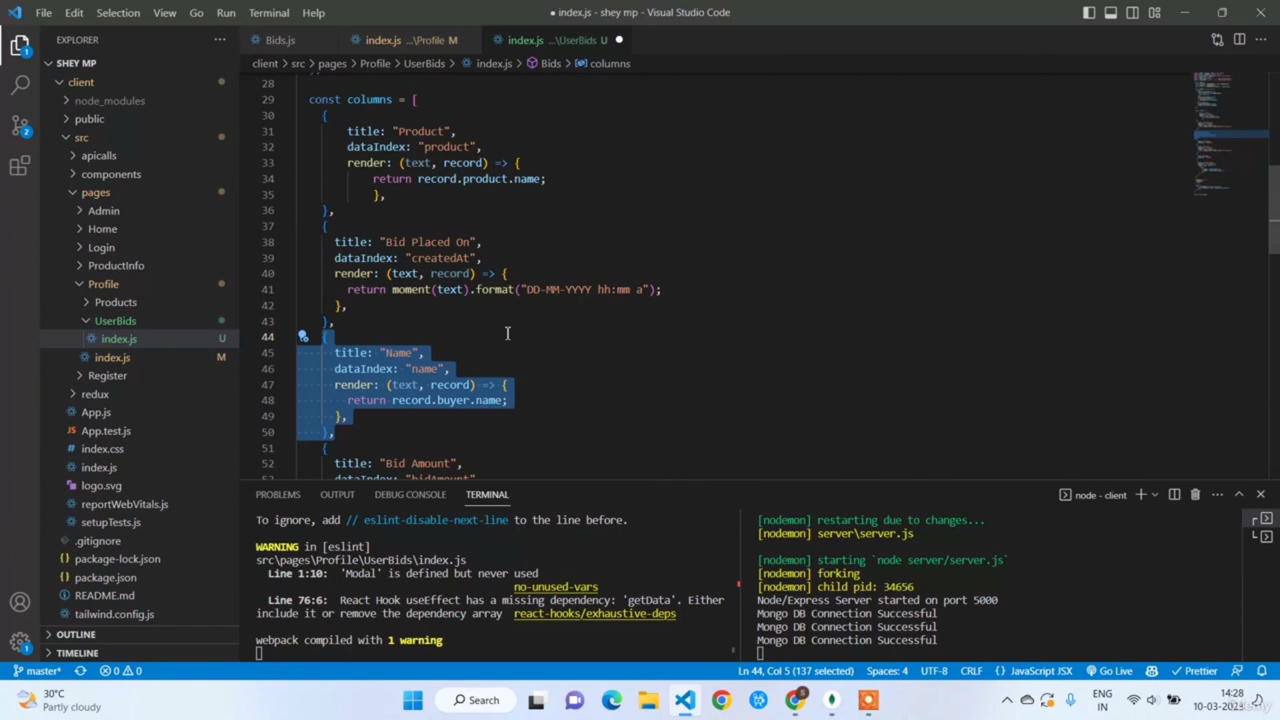 File Edit Selection View Go Run Terminal Help
● index.js - shey mp - Visual Studio Code
EXPLORER
SHEY MP
client
node_modules
public
src
apicalls
components
pages
Admin
Home
Login
ProductInfo
Profile
Products
UserBids
index.js U
index.js M
Register
redux
App.js
App.test.js
index.css
index.js
logo.svg
reportWebVitals.js
setupTests.js
.gitignore
package-lock.json
package.json
README.md
tailwind.config.js
OUTLINE
TIMELINE
Bids.js
index.js ...\Profile M
index.js ...\UserBids U ●
client > src > pages > Profile > UserBids > index.js > Bids > columns
28
29 const columns = [
30 {
31 title: "Product",
32 dataIndex: "product",
33 render: (text, record) => {
34 return record.product.name;
35 },
36 },
37 {
38 title: "Bid Placed On",
39 dataIndex: "createdAt",
40 render: (text, record) => {
41 return moment(text).format("DD-MM-YYYY hh:mm a");
42 },
43 },
44 {
45 title: "Name",
46 dataIndex: "name",
47 render: (text, record) => {
48 return record.buyer.name;
49 },
50 },
51 {
52 title: "Bid Amount",
53 dataIndex: "bidAmount"
PROBLEMS OUTPUT DEBUG CONSOLE TERMINAL
node - client
To ignore, add // eslint-disable-next-line to the line before.
WARNING in [eslint]
src\pages\Profile\UserBids\index.js
Line 1:10: 'Modal' is defined but never used
no-unused-vars
Line 76:6: React Hook useEffect has a missing dependency: 'getData'. Either
include it or remove the dependency array react-hooks/exhaustive-deps
webpack compiled with 1 warning
[nodemon] restarting due to changes...
[nodemon] server\server.js
[nodemon] starting `node server/server.js`
[nodemon] forking
[nodemon] child pid: 34656
Node/Express Server started on port 5000
Mongo DB Connection Successful
Mongo DB Connection Successful
Mongo DB Connection Successful
master* 0 0
Ln 44, Col 5 (137 selected) Spaces: 4 UTF-8 CRLF {} JavaScript JSX Go Live Prettier
30°C
Partly cloudy
Search
ENG
IN
14:28
10-03-2023